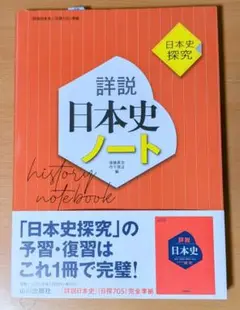 日本史
探究
詳説
日本史
ノート
history
notebook
「日本史探究」の
予習・復習は
これ1冊で完璧!
詳説
日本史
山川出版社
『詳説日本史』(日探705)完全準拠